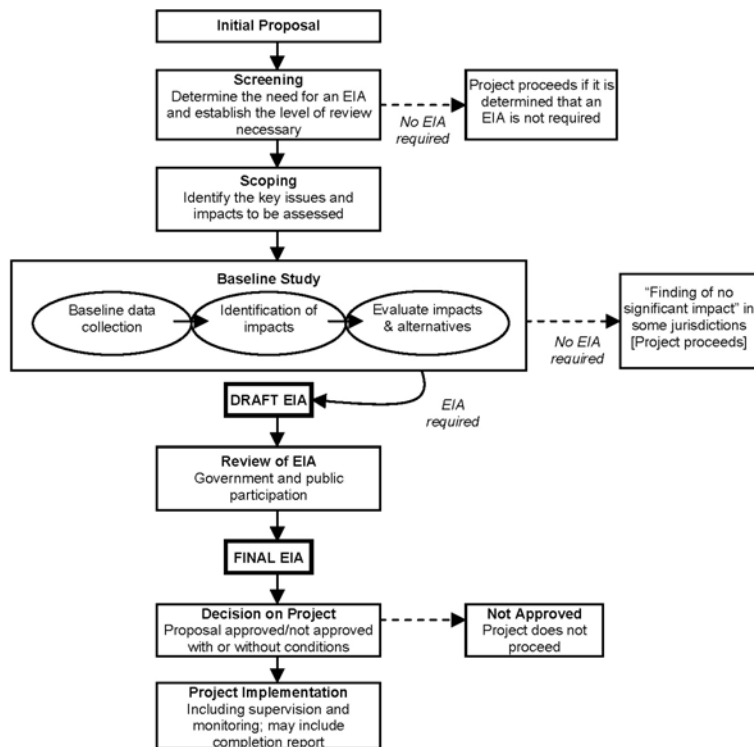 Initial Proposal
Screening
Determine the need for an EIA
and establish the level of review
necessary
No EIA
required
Project proceeds if it is
determined that an
EIA is not required
Scoping
Identify the key issues and
impacts to be assessed
Baseline Study
Baseline data
collection
Identification of
impacts
Evaluate impacts
& alternatives
No EIA
required
"Finding of no
significant impact" in
some jurisdictions
[Project proceeds]
DRAFT EIA
EIA
required
Review of EIA
Government and public
participation
FINAL EIA
Decision on Project
Proposal approved/not approved
with or without conditions
Not Approved
Project does not
proceed
Project Implementation
Including supervision and
monitoring; may include
completion report